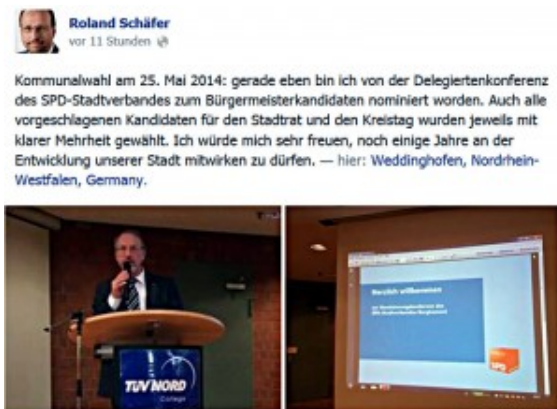 Roland Schäfer
vor 11 Stunden
Kommunalwahl am 25. Mai 2014: gerade eben bin ich von der Delegiertenkonferenz
des SPD-Stadtverbandes zum Bürgermeisterkandidaten nominiert worden. Auch alle
vorgeschlagenen Kandidaten für den Stadtrat und den Kreistag wurden jeweils mit
klarer Mehrheit gewählt. Ich würde mich sehr freuen, noch einige Jahre an der
Entwicklung unserer Stadt mitwirken zu dürfen. — hier: Weddinghofen, Nordrhein-
Westfalen, Germany.
TÜV NORD
College
Herzlich willkommen
SPD